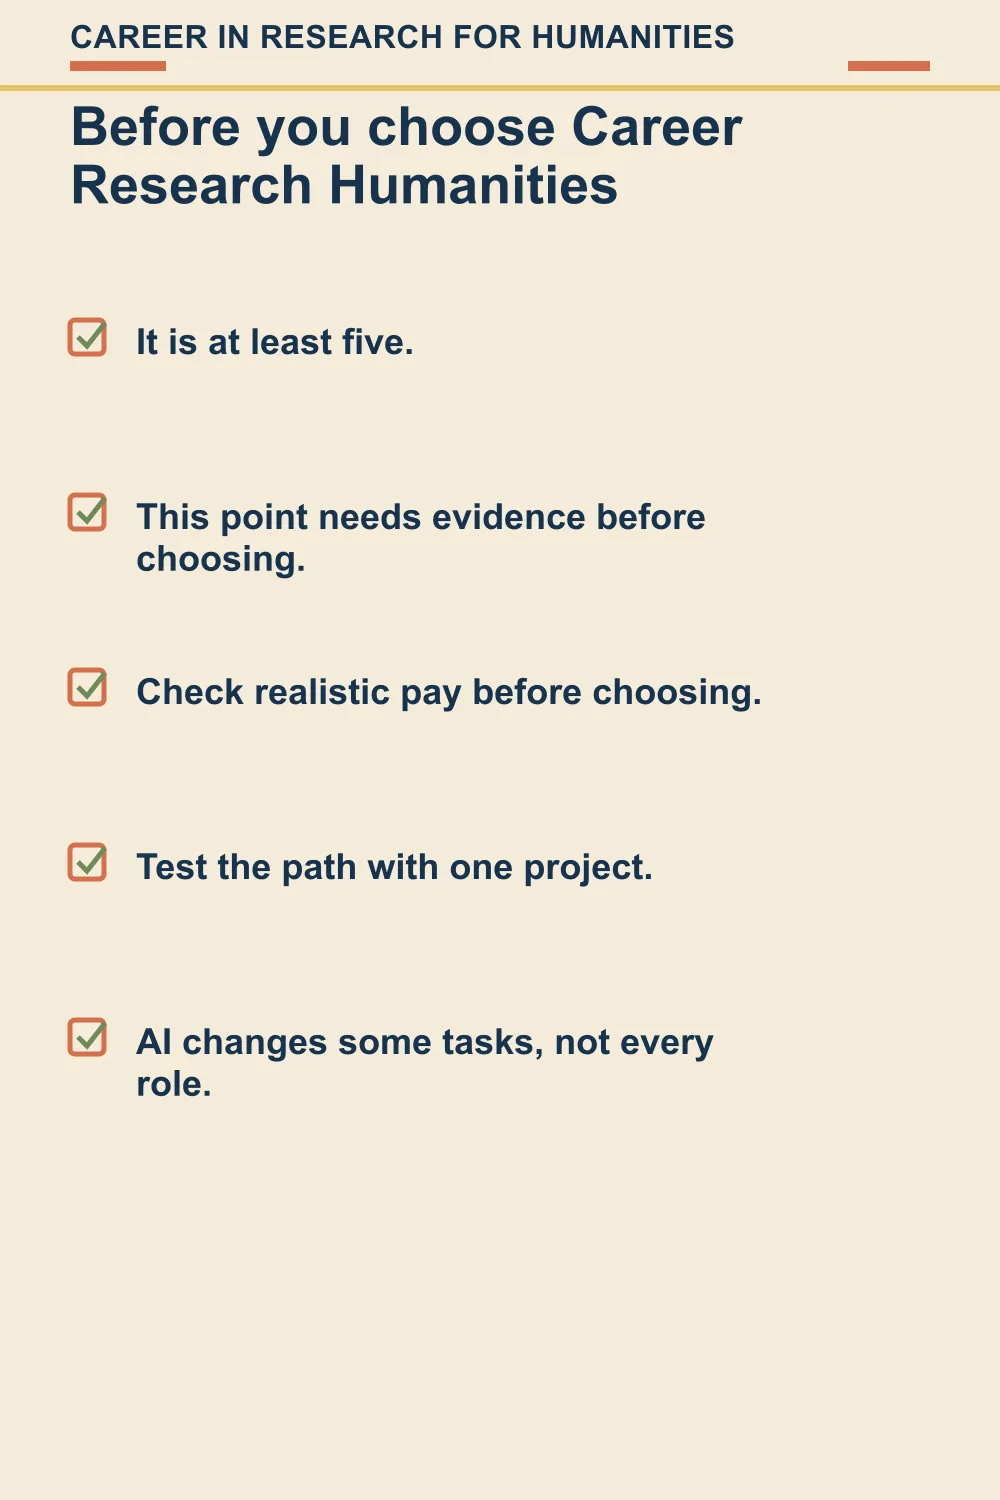 CAREER IN RESEARCH FOR HUMANITIES
Before you choose Career
Research Humanities
It is at least five.
This point needs evidence before
choosing.
Check realistic pay before choosing.
Test the path with one project.
AI changes some tasks, not every
role.